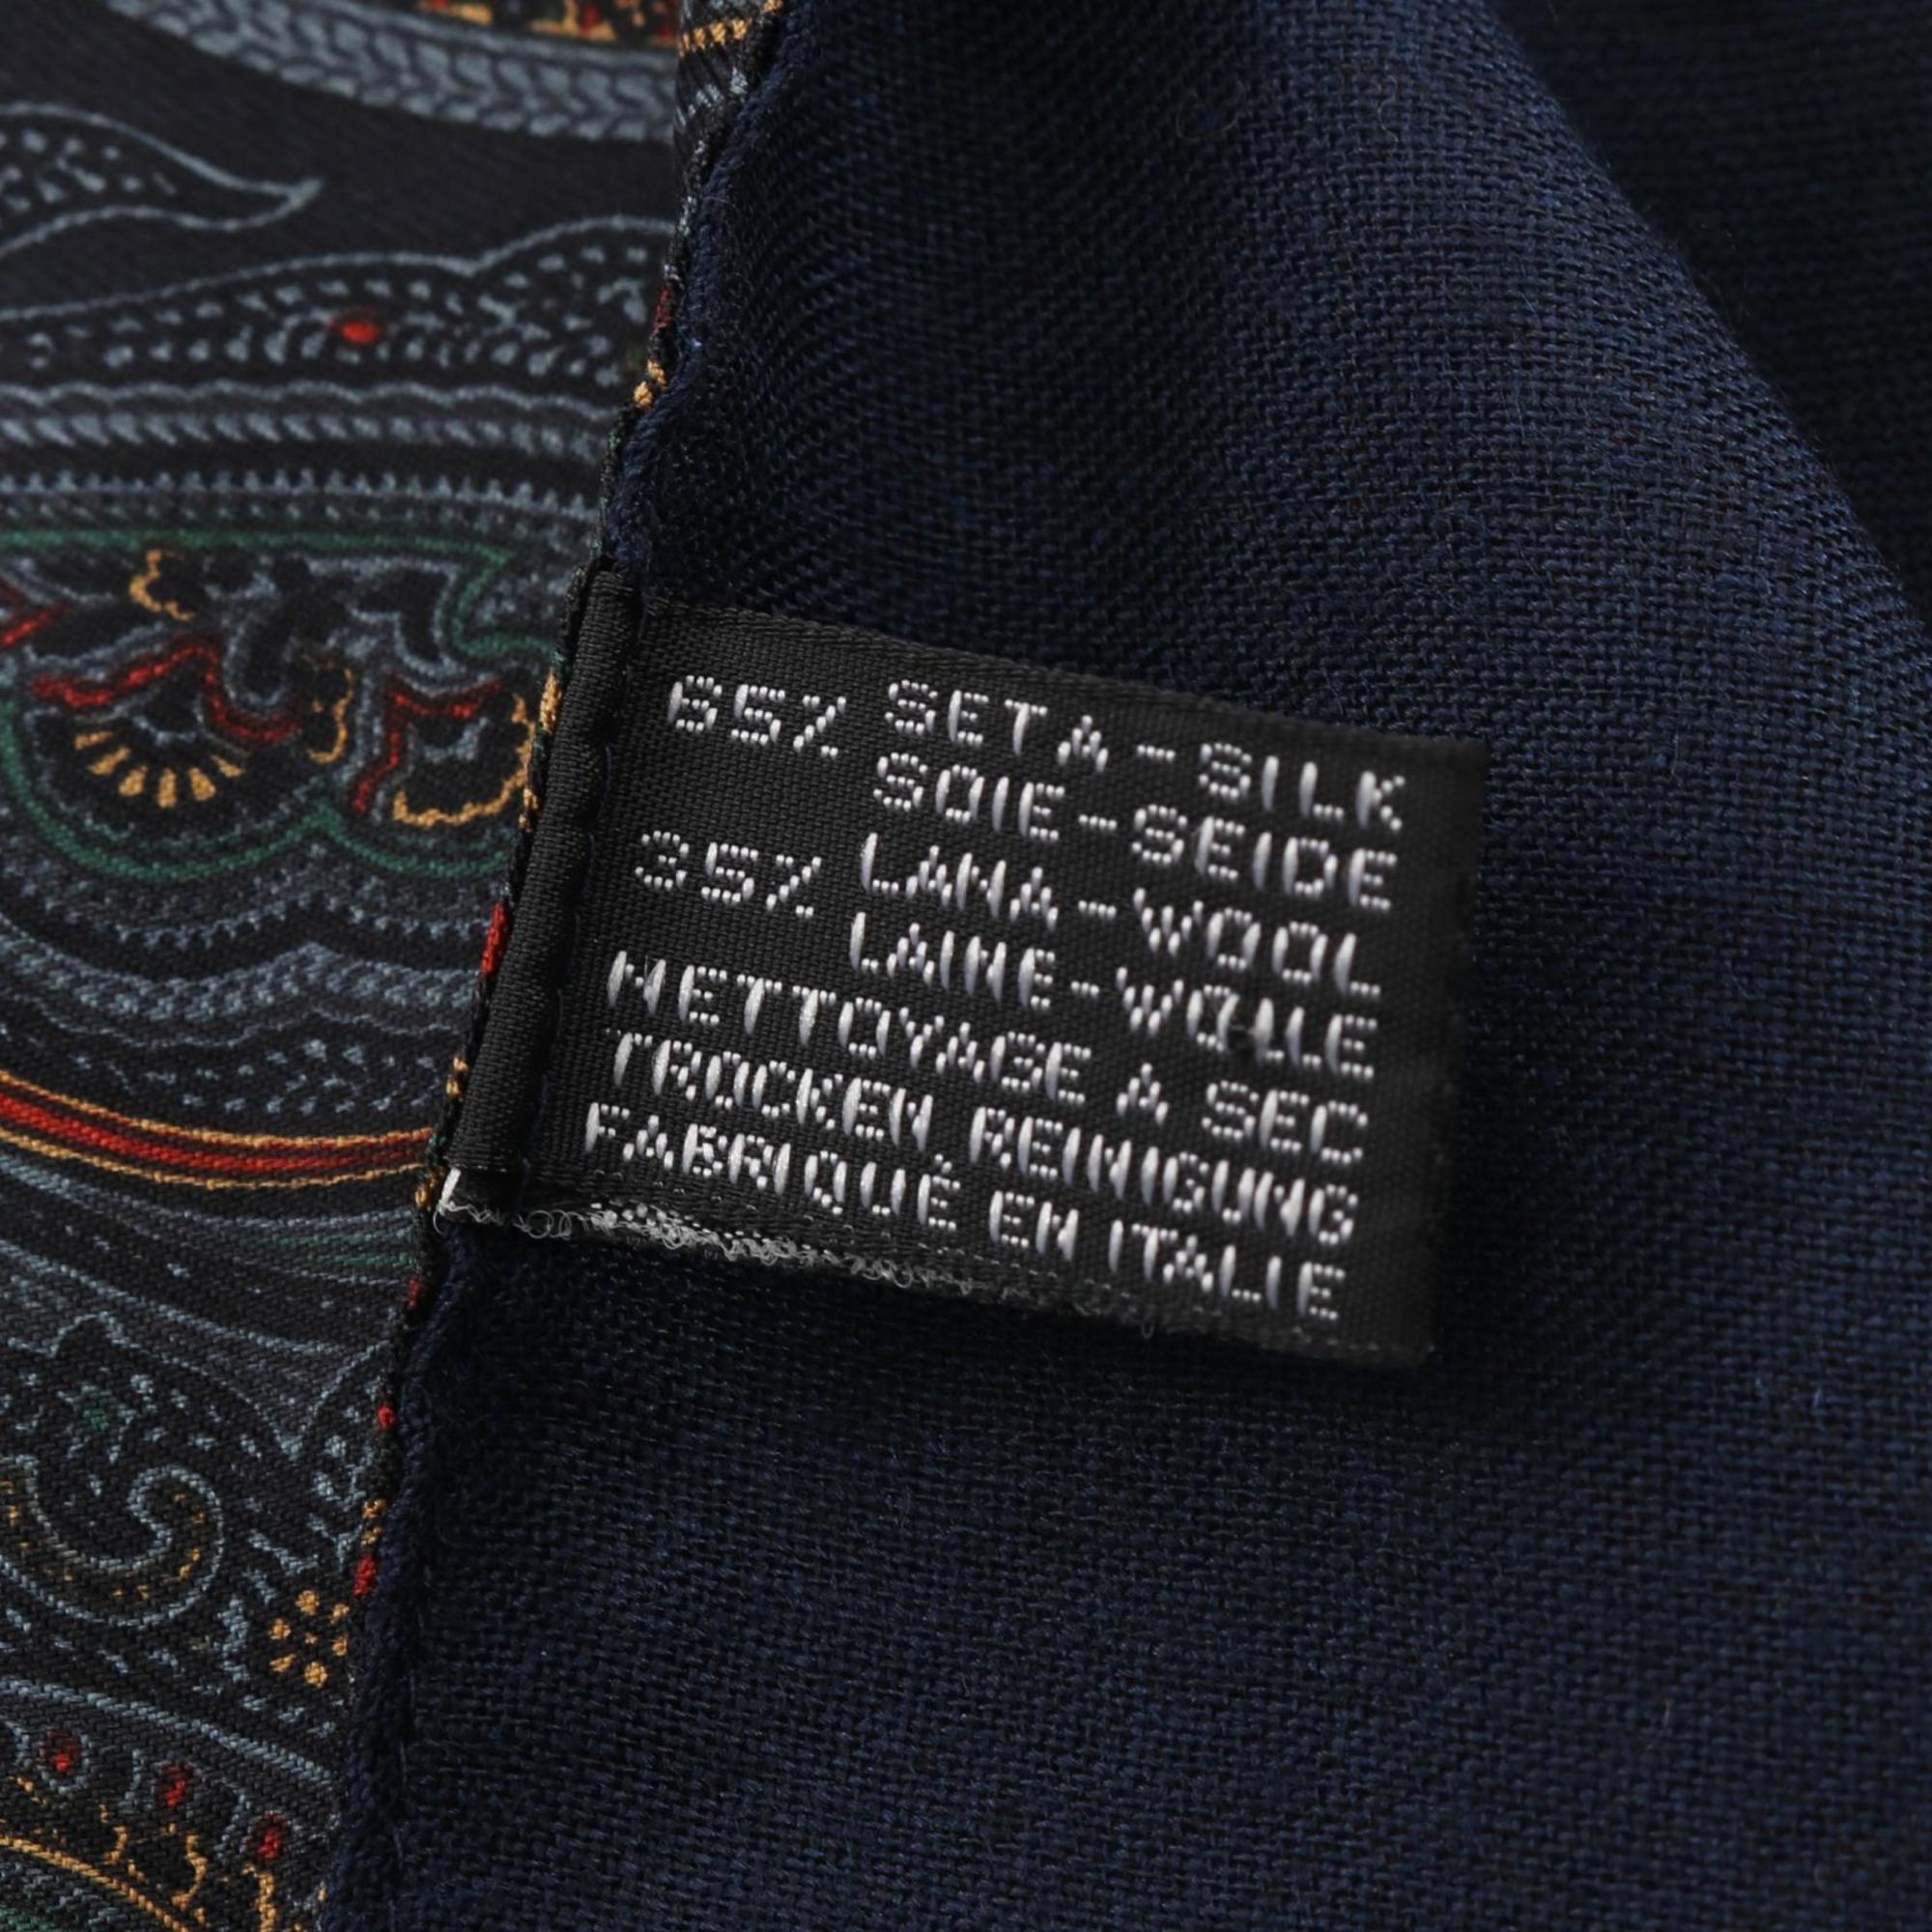 65% SETA-SILK
SOIE-SEIDE
35% LANA-WOOL
LAINE-WOLLE
NETTOYAGE A SEC
TROCKEN REINIGUNG
FABRIQUÉ EN ITALIE